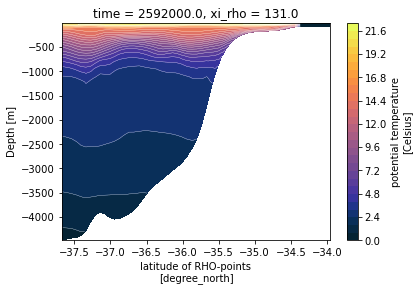 time = 2592000.0, xi_rho = 131.0
Depth [m]
−500
−1000
−1500
−2000
−2500
−3000
−3500
−4000
−37.5 −37.0 −36.5 −36.0 −35.5 −35.0 −34.5 −34.0
latitude of RHO-points
[degree_north]
21.6
19.2
16.8
14.4
12.0
9.6
7.2
4.8
2.4
0.0
potential temperature
[Celsius]